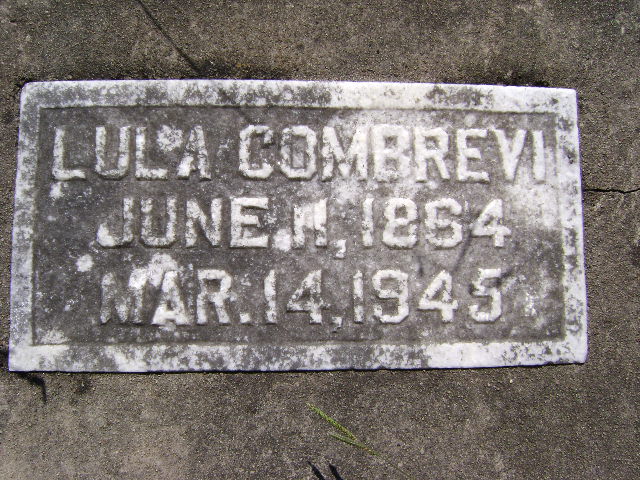 LULA COMBREVI
JUNE 11, 1864
MAR. 14, 1945